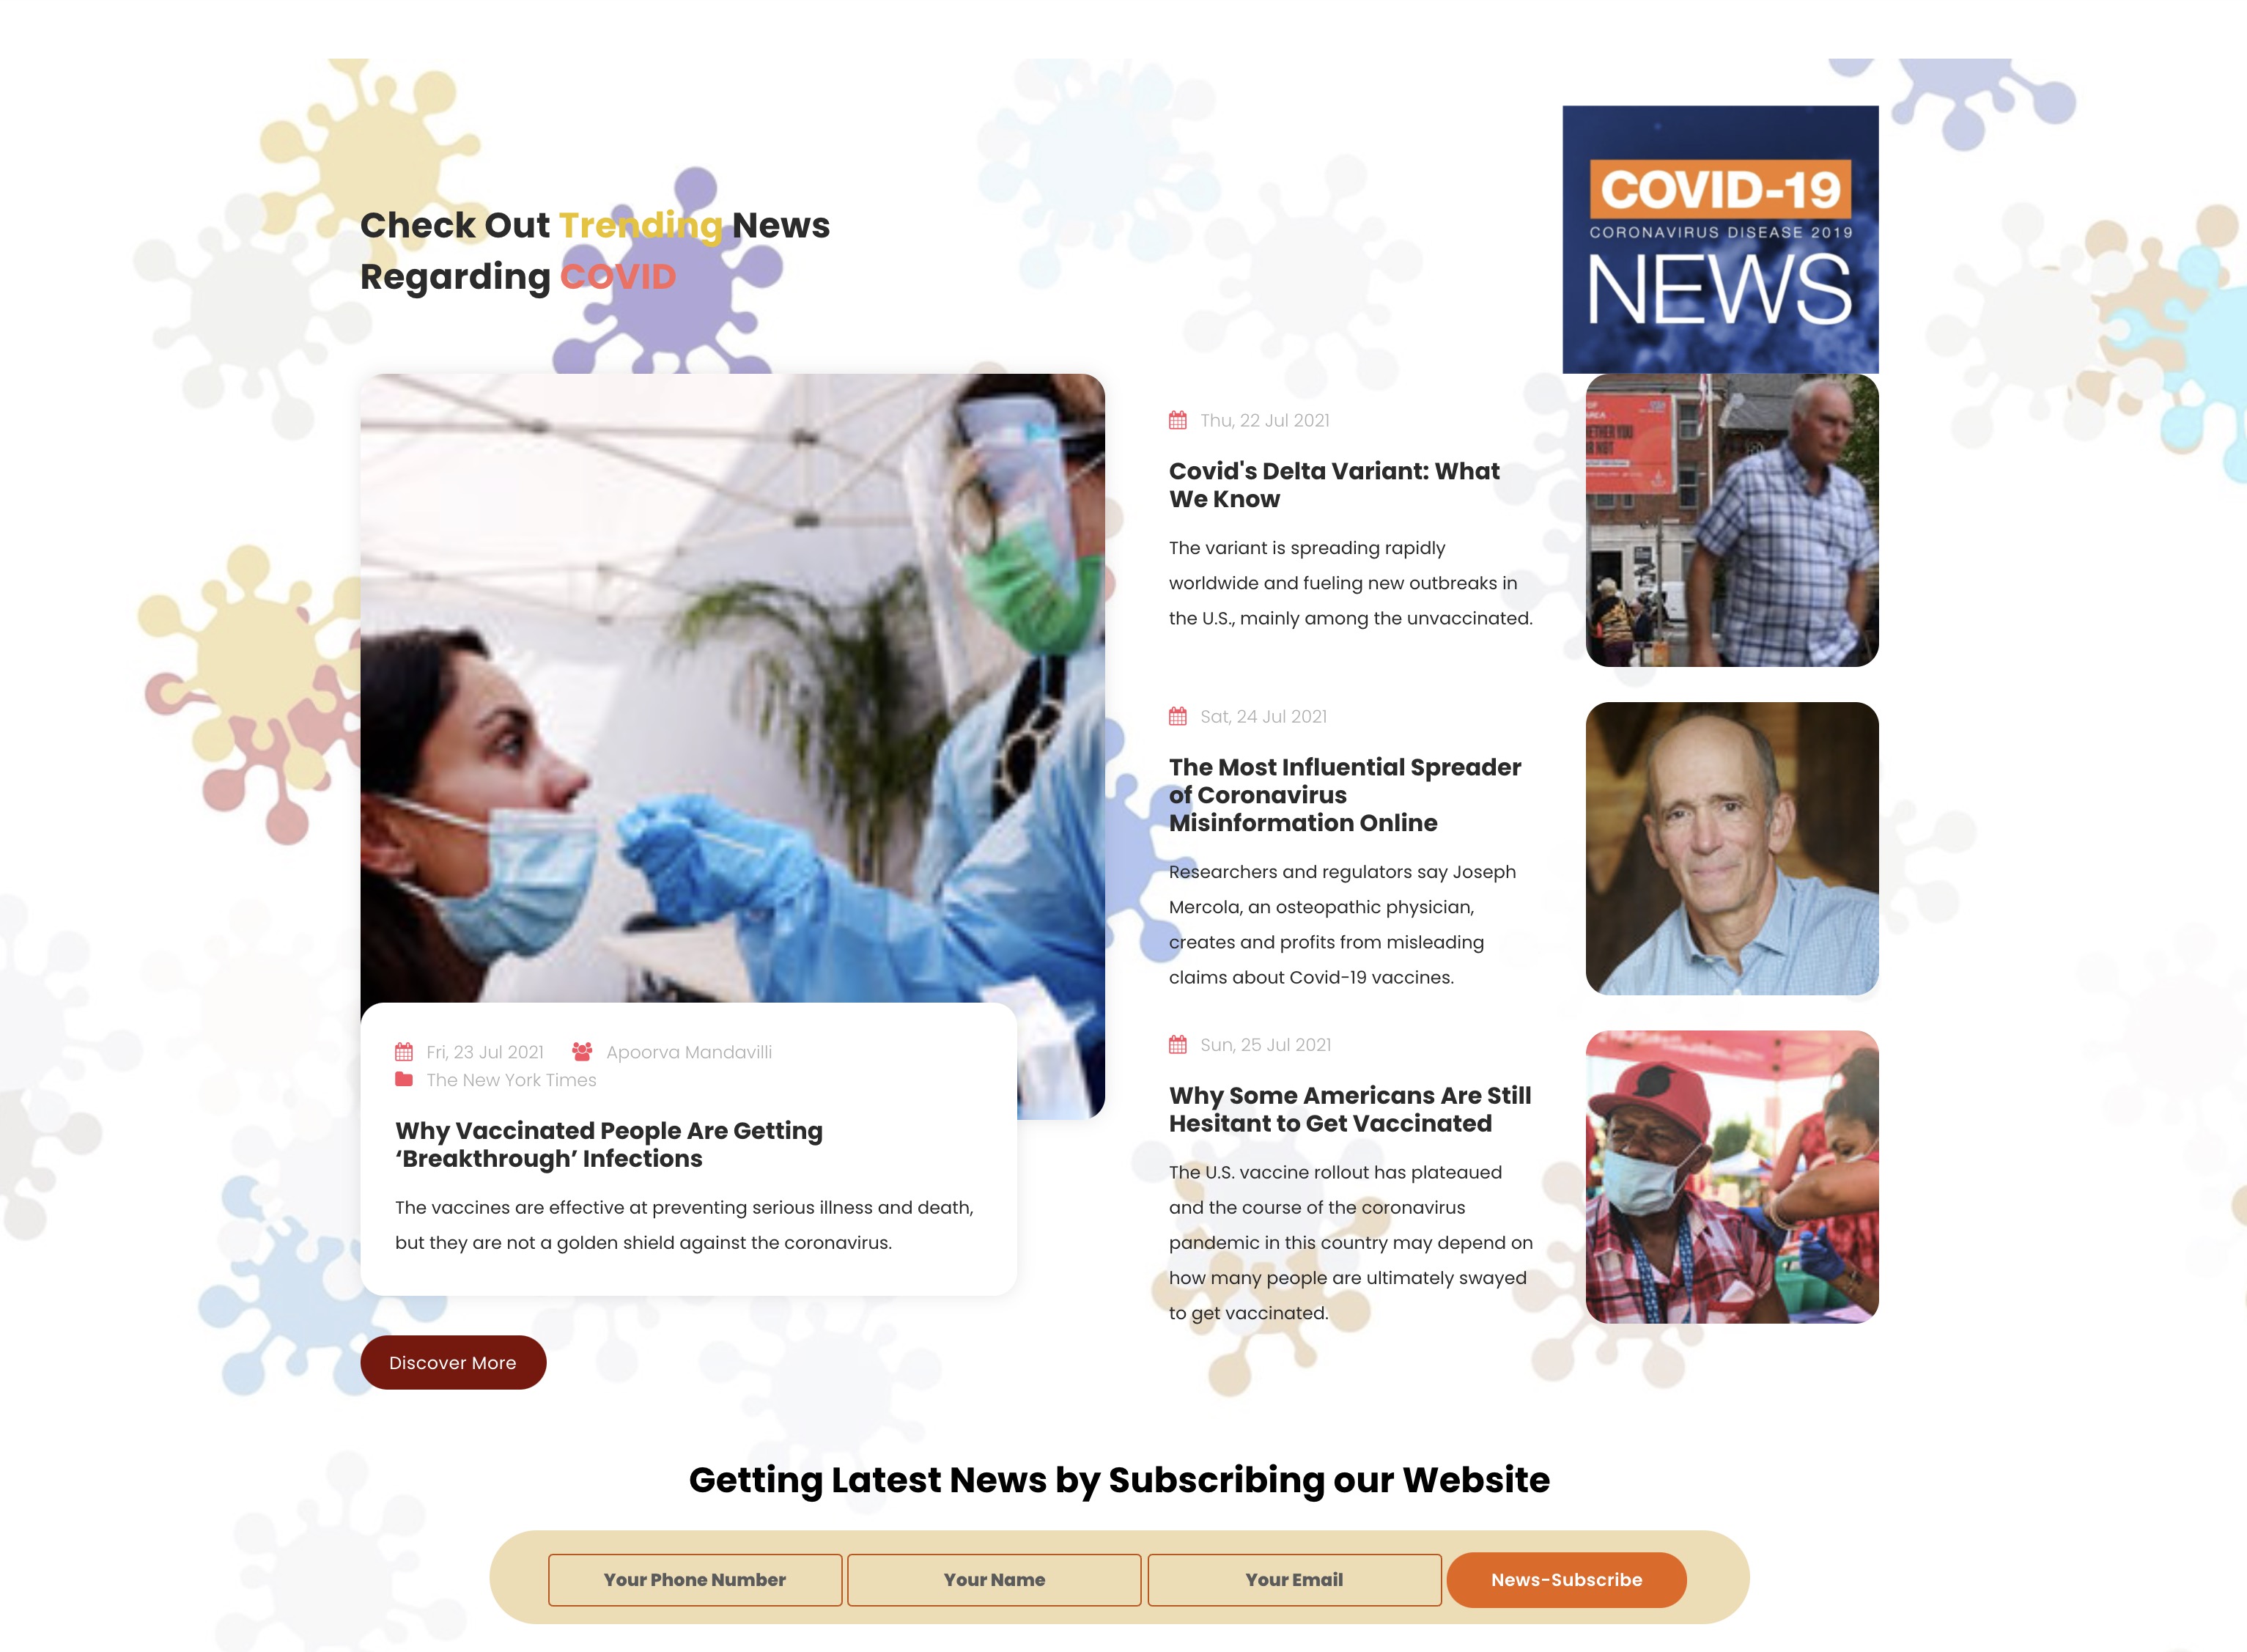 Check Out Trending News
Regarding COVID
COVID-19
CORONAVIRUS DISEASE 2019
NEWS
Fri, 23 Jul 2021 Apoorva Mandavilli
The New York Times
Why Vaccinated People Are Getting
‘Breakthrough’ Infections
The vaccines are effective at preventing serious illness and death,
but they are not a golden shield against the coronavirus.
Discover More
Thu, 22 Jul 2021
Covid's Delta Variant: What
We Know
The variant is spreading rapidly
worldwide and fueling new outbreaks in
the U.S., mainly among the unvaccinated.
Sat, 24 Jul 2021
The Most Influential Spreader
of Coronavirus
Misinformation Online
Researchers and regulators say Joseph
Mercola, an osteopathic physician,
creates and profits from misleading
claims about Covid-19 vaccines.
Sun, 25 Jul 2021
Why Some Americans Are Still
Hesitant to Get Vaccinated
The U.S. vaccine rollout has plateaued
and the course of the coronavirus
pandemic in this country may depend on
how many people are ultimately swayed
to get vaccinated.
Getting Latest News by Subscribing our Website
Your Phone Number
Your Name
Your Email
News-Subscribe